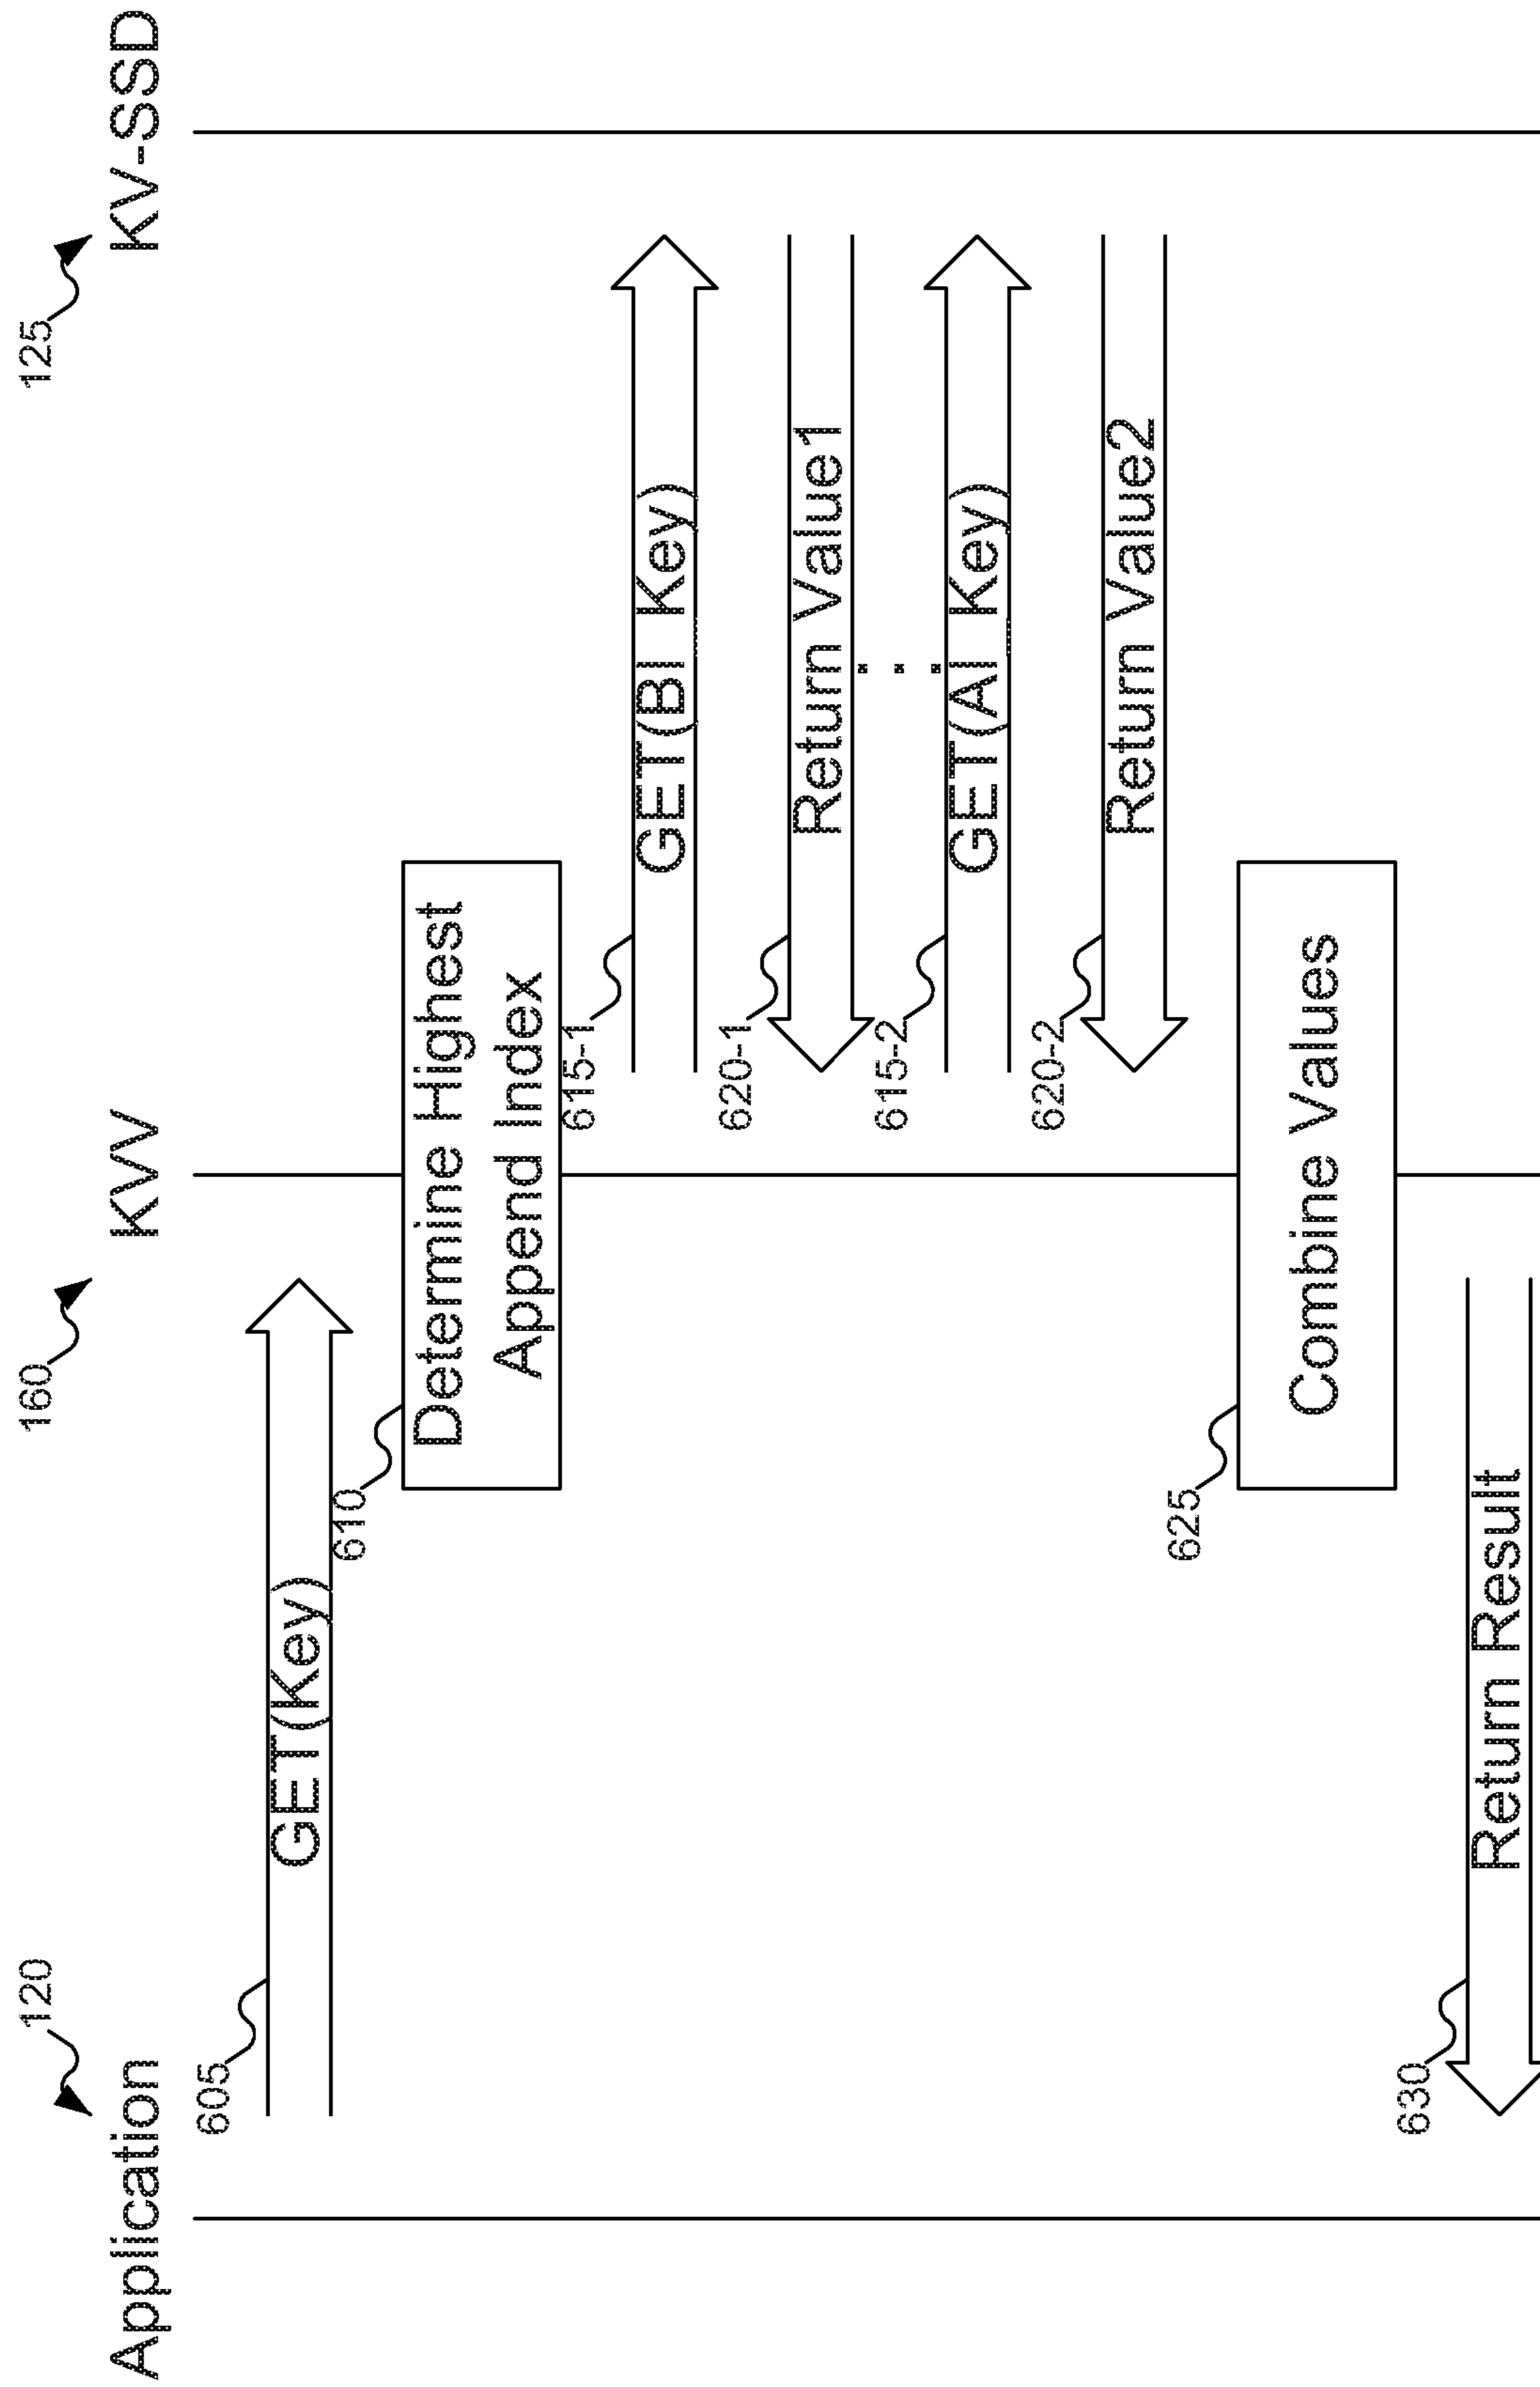 120
160
125
Application
KVW
KV-SSD
605
GET(Key)
610
Determine Highest
Append Index
615-1
GET(BI_Key)
620-1
Return Value1
. . .
615-2
GET(AI_Key)
620-2
Return Value2
625
Combine Values
630
Return Result